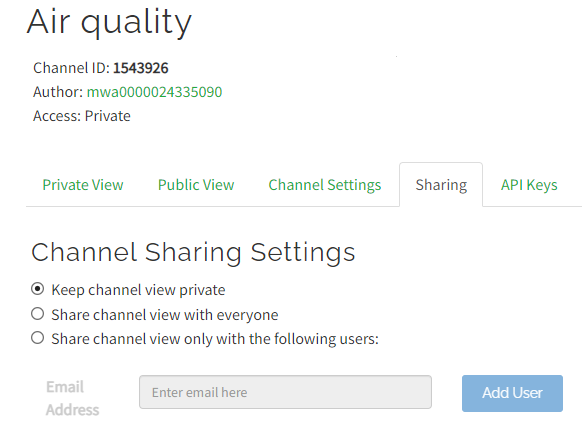 Air quality
Channel ID: 1543926
Author: mwa0000024335090
Access: Private
Private View Public View Channel Settings Sharing API Keys
Channel Sharing Settings
Keep channel view private
Share channel view with everyone
Share channel view only with the following users:
Email Address Enter email here Add User